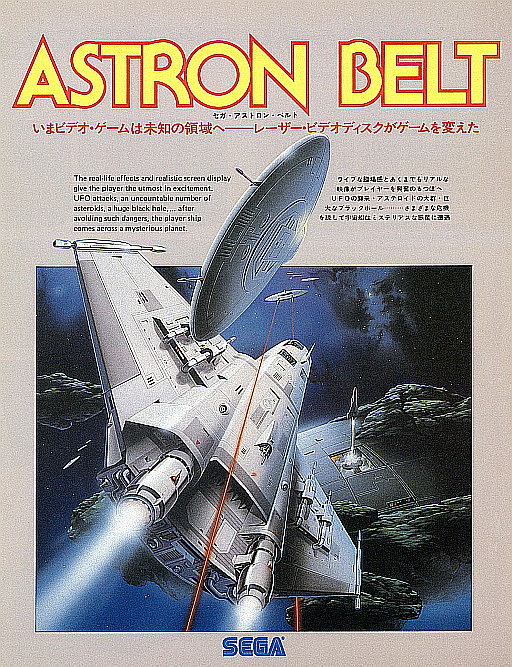 ASTRON BELT
セガ・アストロン・ベルト
いまビデオ・ゲームは未知の領域へ――レーザー・ビデオディスクがゲームを変えた
The real-life effects and realistic screen display
give the player the utmost in excitement.
UFO attacks, an uncountable number of
asteroids, a huge black hole,... after
avoiding such dangers, the player ship
comes across a mysterious planet.
ライブな臨場感とあくまでもリアルな
映像がプレイヤーを興奮のるつぼへ
UFOの襲来・アステロイドの大群・巨
大なブラックホール………さまざまな危機
を脱して宇宙船はミステリアスな惑星に遭遇
SEGA